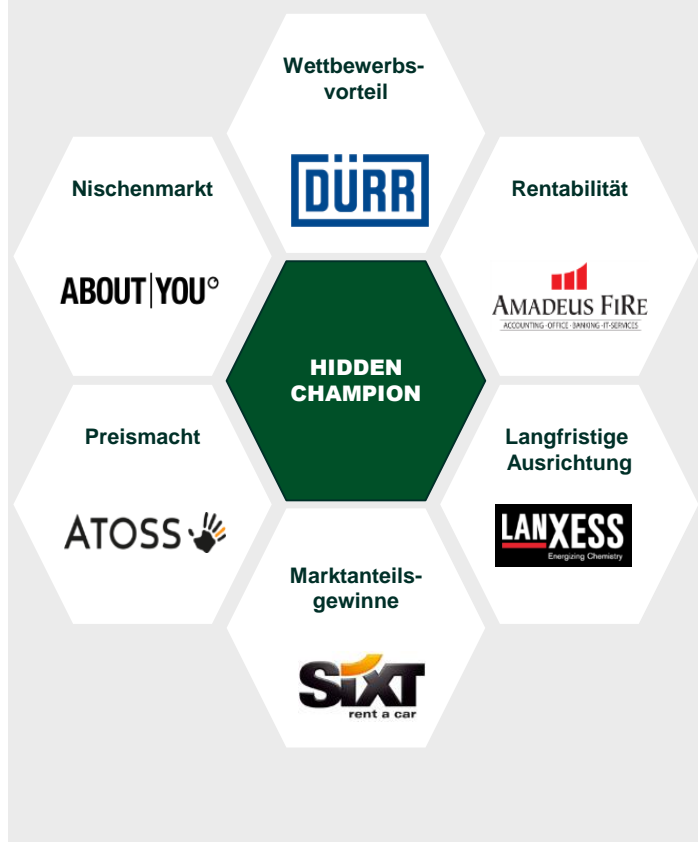 Wettbewerbs-
vorteil
DÜRR
Nischenmarkt
ABOUT|YOU°
Rentabilität
AMADEUS FIRE
ACCOUNTING·OFFICE·BANKING·IT-SERVICES
HIDDEN
CHAMPION
Preismacht
ATOSS
Langfristige
Ausrichtung
LANXESS
Energizing Chemistry
Marktanteils-
gewinne
SiXT
rent a car